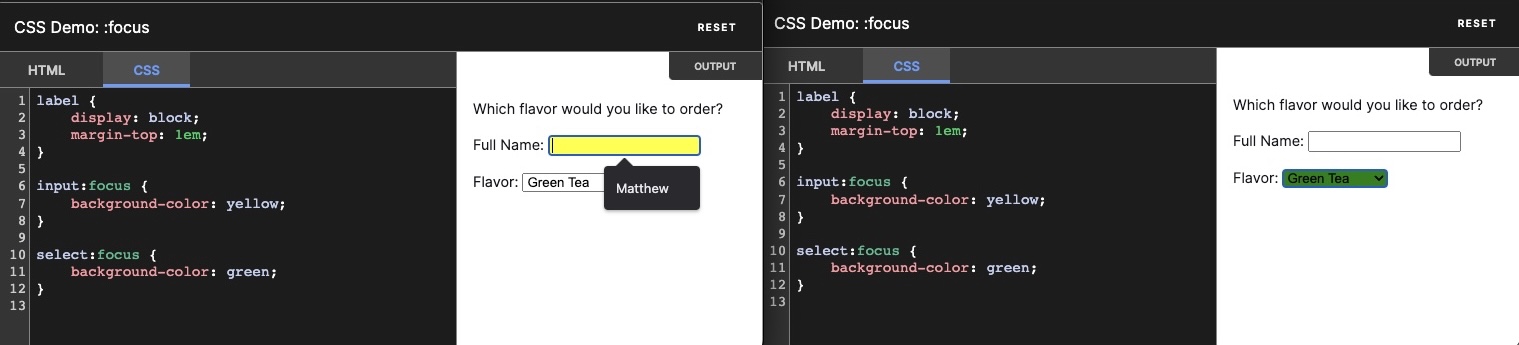 CSS Demo: :focus
RESET
HTML
CSS
OUTPUT
1 label {
2     display: block;
3     margin-top: 1em;
4 }
5
6 input:focus {
7     background-color: yellow;
8 }
9
10 select:focus {
11     background-color: green;
12 }
13
Which flavor would you like to order?
Full Name:
Matthew
Flavor: Green Tea
CSS Demo: :focus
RESET
HTML
CSS
OUTPUT
1 label {
2     display: block;
3     margin-top: 1em;
4 }
5
6 input:focus {
7     background-color: yellow;
8 }
9
10 select:focus {
11     background-color: green;
12 }
13
Which flavor would you like to order?
Full Name:
Flavor: Green Tea